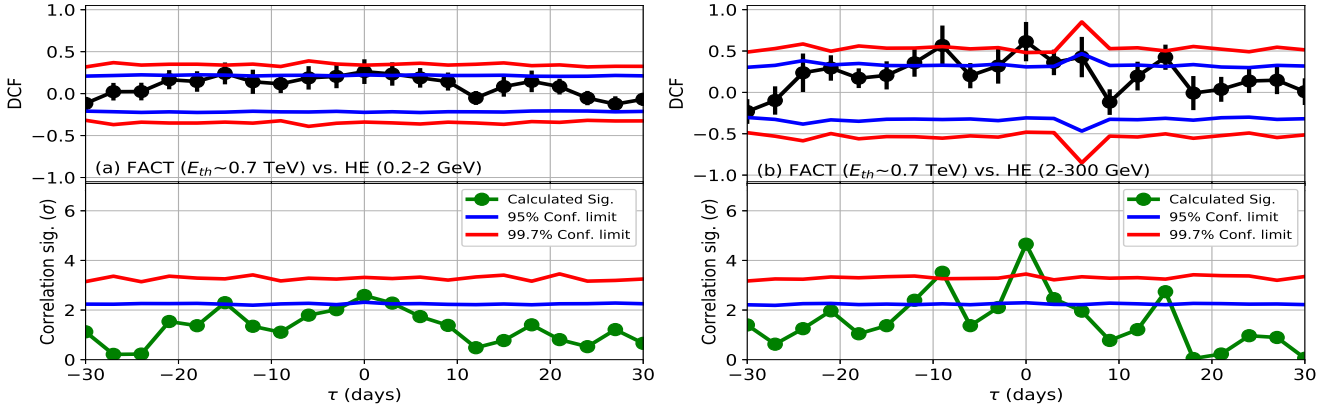 1.0
0.5
0.0
−0.5
−1.0
DCF
(a) FACT (E_th~0.7 TeV) vs. HE (0.2-2 GeV)
6
4
2
0
Correlation sig. (σ)
Calculated Sig.
95% Conf. limit
99.7% Conf. limit
−30 −20 −10 0 10 20 30
τ (days)
1.0
0.5
0.0
−0.5
−1.0
DCF
(b) FACT (E_th~0.7 TeV) vs. HE (2-300 GeV)
6
4
2
0
Correlation sig. (σ)
Calculated Sig.
95% Conf. limit
99.7% Conf. limit
−30 −20 −10 0 10 20 30
τ (days)